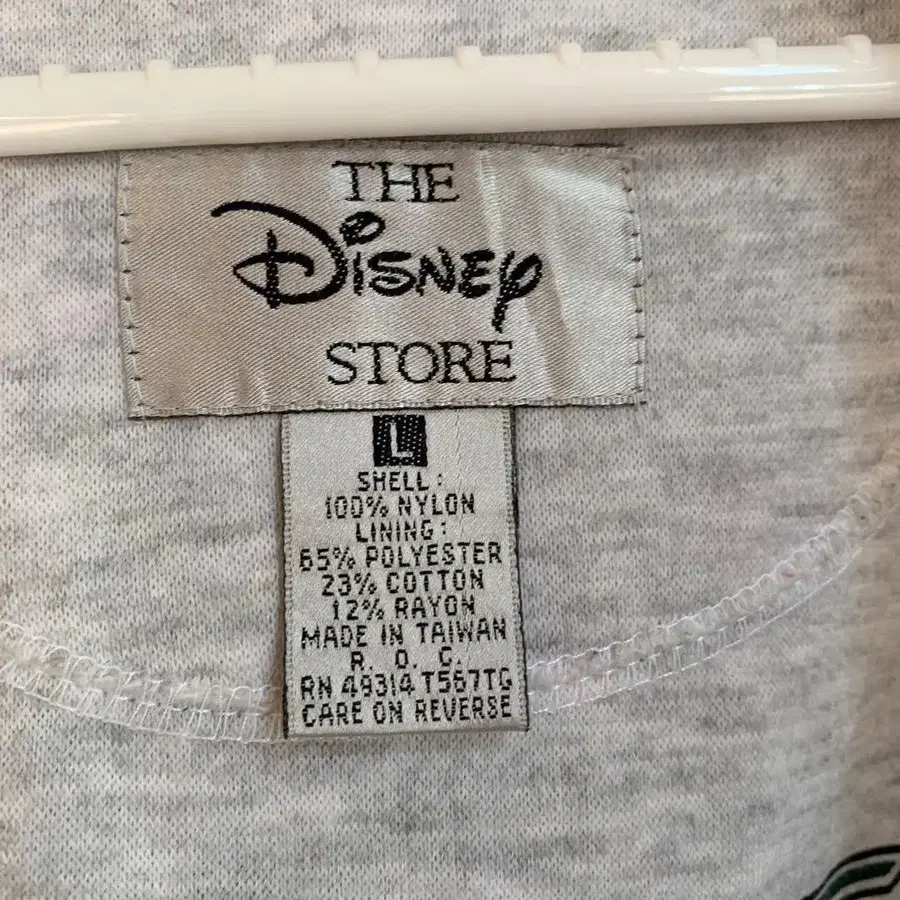 THE
Disney
STORE
L
SHELL:
100% NYLON
LINING:
65% POLYESTER
23% COTTON
12% RAYON
MADE IN TAIWAN
R. O. C.
RN 49314 T567TG
CARE ON REVERSE